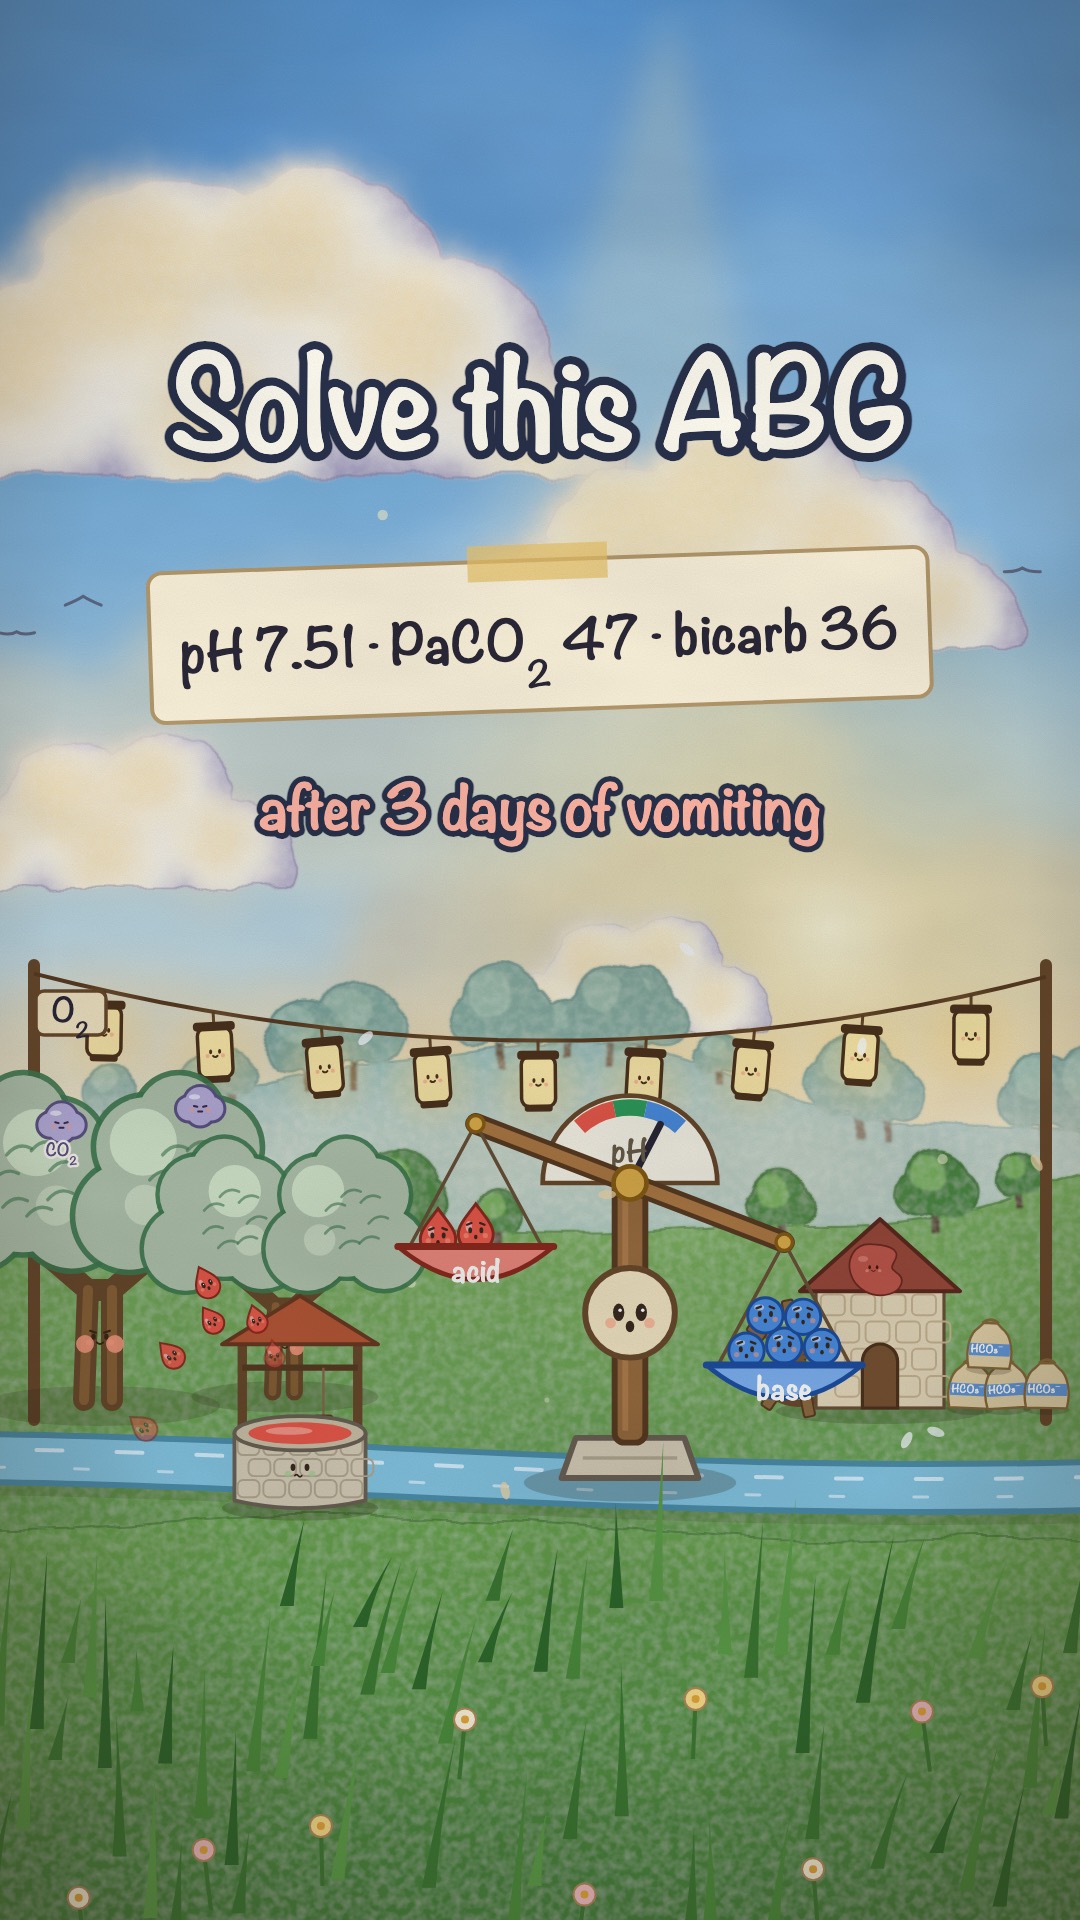 Solve this ABG
pH 7.51 · PaCO₂ 47 · bicarb 36
after 3 days of vomiting
O₂
CO₂
pH
acid
base
HCO₃⁻
HCO₃⁻ HCO₃⁻ HCO₃⁻